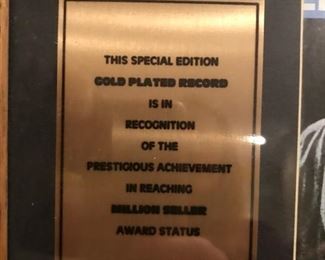 THIS SPECIAL EDITION
GOLD PLATED RECORD
IS IN
RECOGNITION
OF THE
PRESTIGIOUS ACHIEVEMENT
IN REACHING
MILLION SELLER
AWARD STATUS